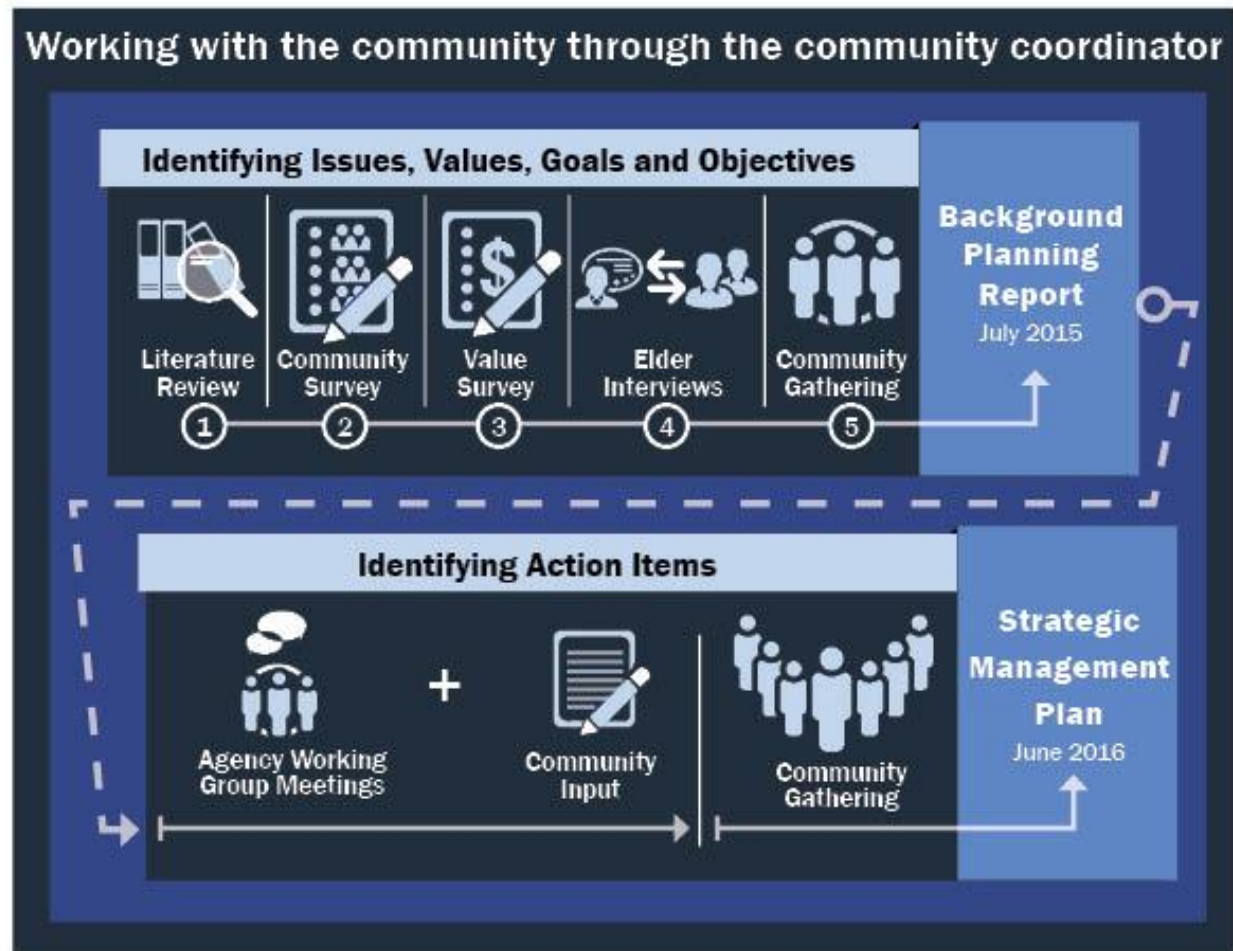 Working with the community through the community coordinator
Identifying Issues, Values, Goals and Objectives
Literature
Review
Community
Survey
$
Value
Survey
Elder
Interviews
Community
Gathering
1
2
3
4
5
Background
Planning
Report
July 2015
Identifying Action Items
Agency Working
Group Meetings
+
Community
Input
Community
Gathering
Strategic
Management
Plan
June 2016